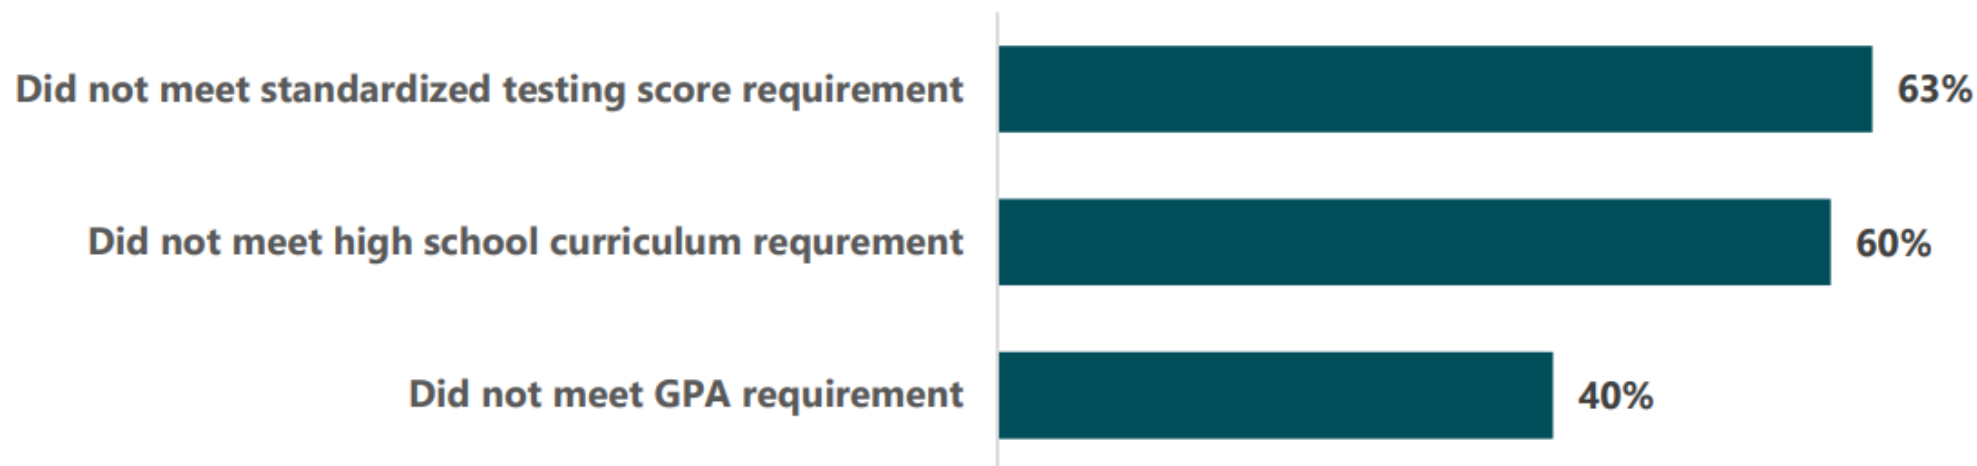 Did not meet standardized testing score requirement 63%
Did not meet high school curriculum requrement 60%
Did not meet GPA requirement 40%